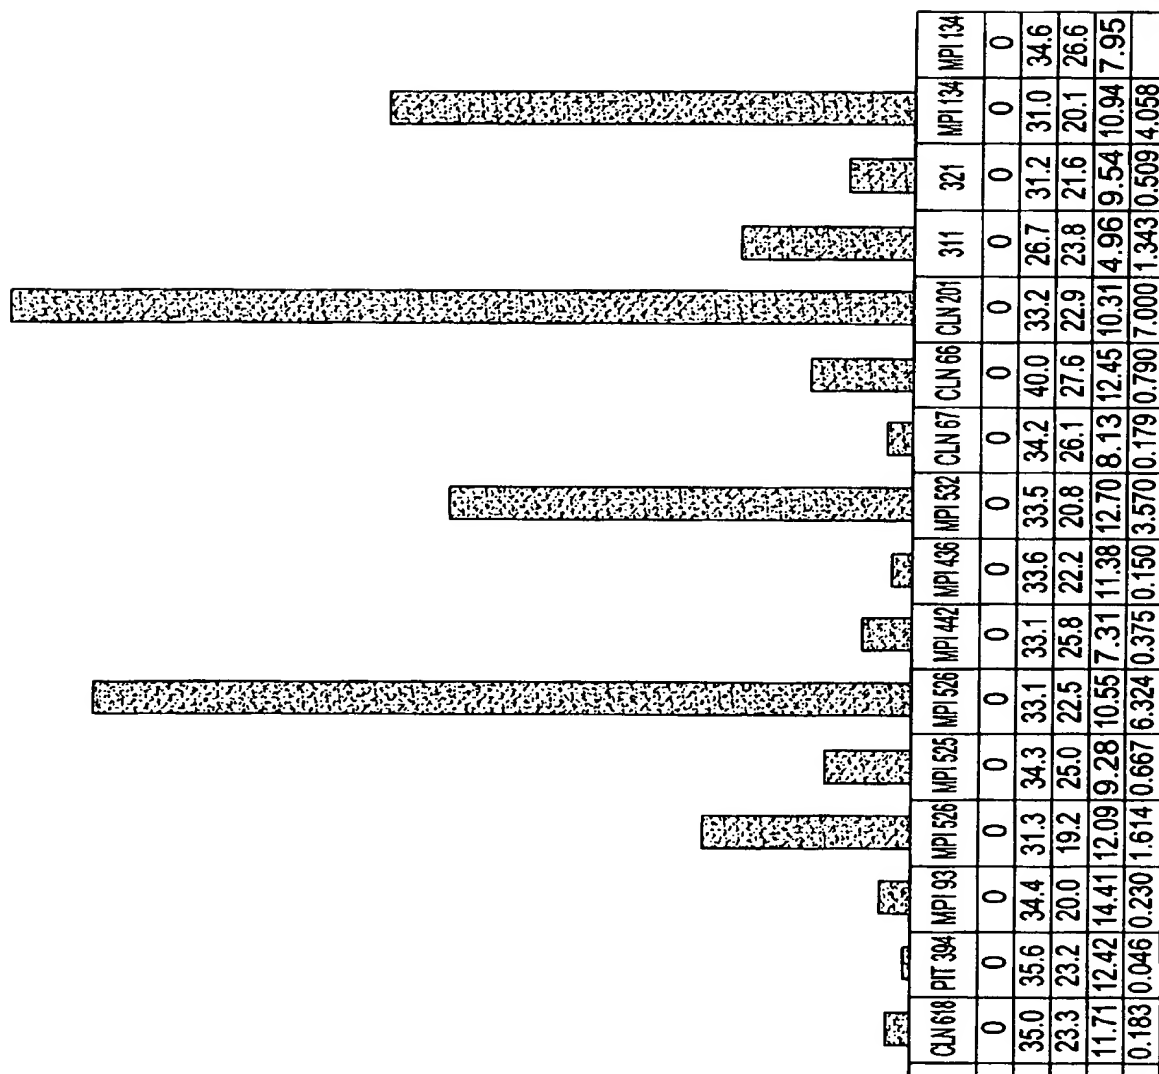 CLN 618 PIT 394 MPI 93 MPI 526 MPI 525 MPI 526 MPI 442 MPI 436 MPI 532 CLN 67 CLN 66 CLN 201 311 321 MPI 134 MPI 134
0 0 0 0 0 0 0 0 0 0 0 0 0 0 0 0
35.0 35.6 34.4 31.3 34.3 33.1 33.1 33.6 33.5 34.2 40.0 33.2 26.7 31.2 31.0 34.6
23.3 23.2 20.0 19.2 25.0 22.5 25.8 22.2 20.8 26.1 27.6 22.9 23.8 21.6 20.1 26.6
11.71 12.42 14.41 12.09 9.28 10.55 7.31 11.38 12.70 8.13 12.45 10.31 4.96 9.54 10.94 7.95
0.183 0.046 0.230 1.614 0.667 6.324 0.375 0.150 3.570 0.179 0.790 7.000 1.343 0.509 4.058